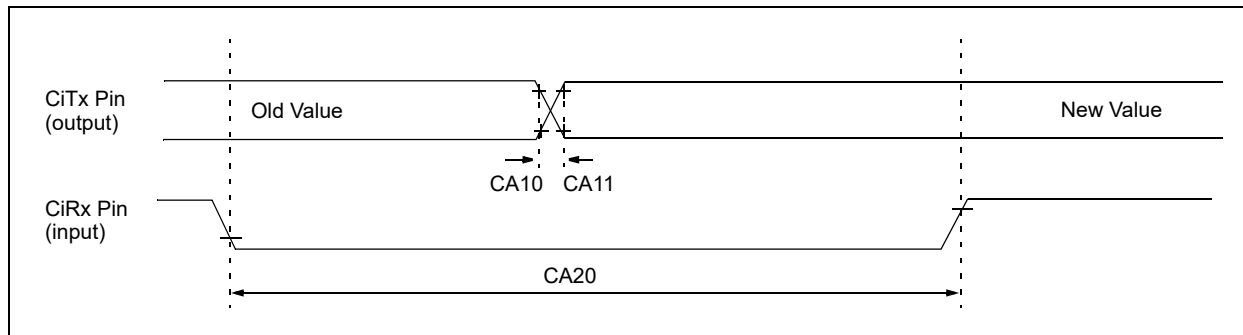 CiTx Pin
(output)
Old Value
New Value
CA10
CA11
CiRx Pin
(input)
CA20